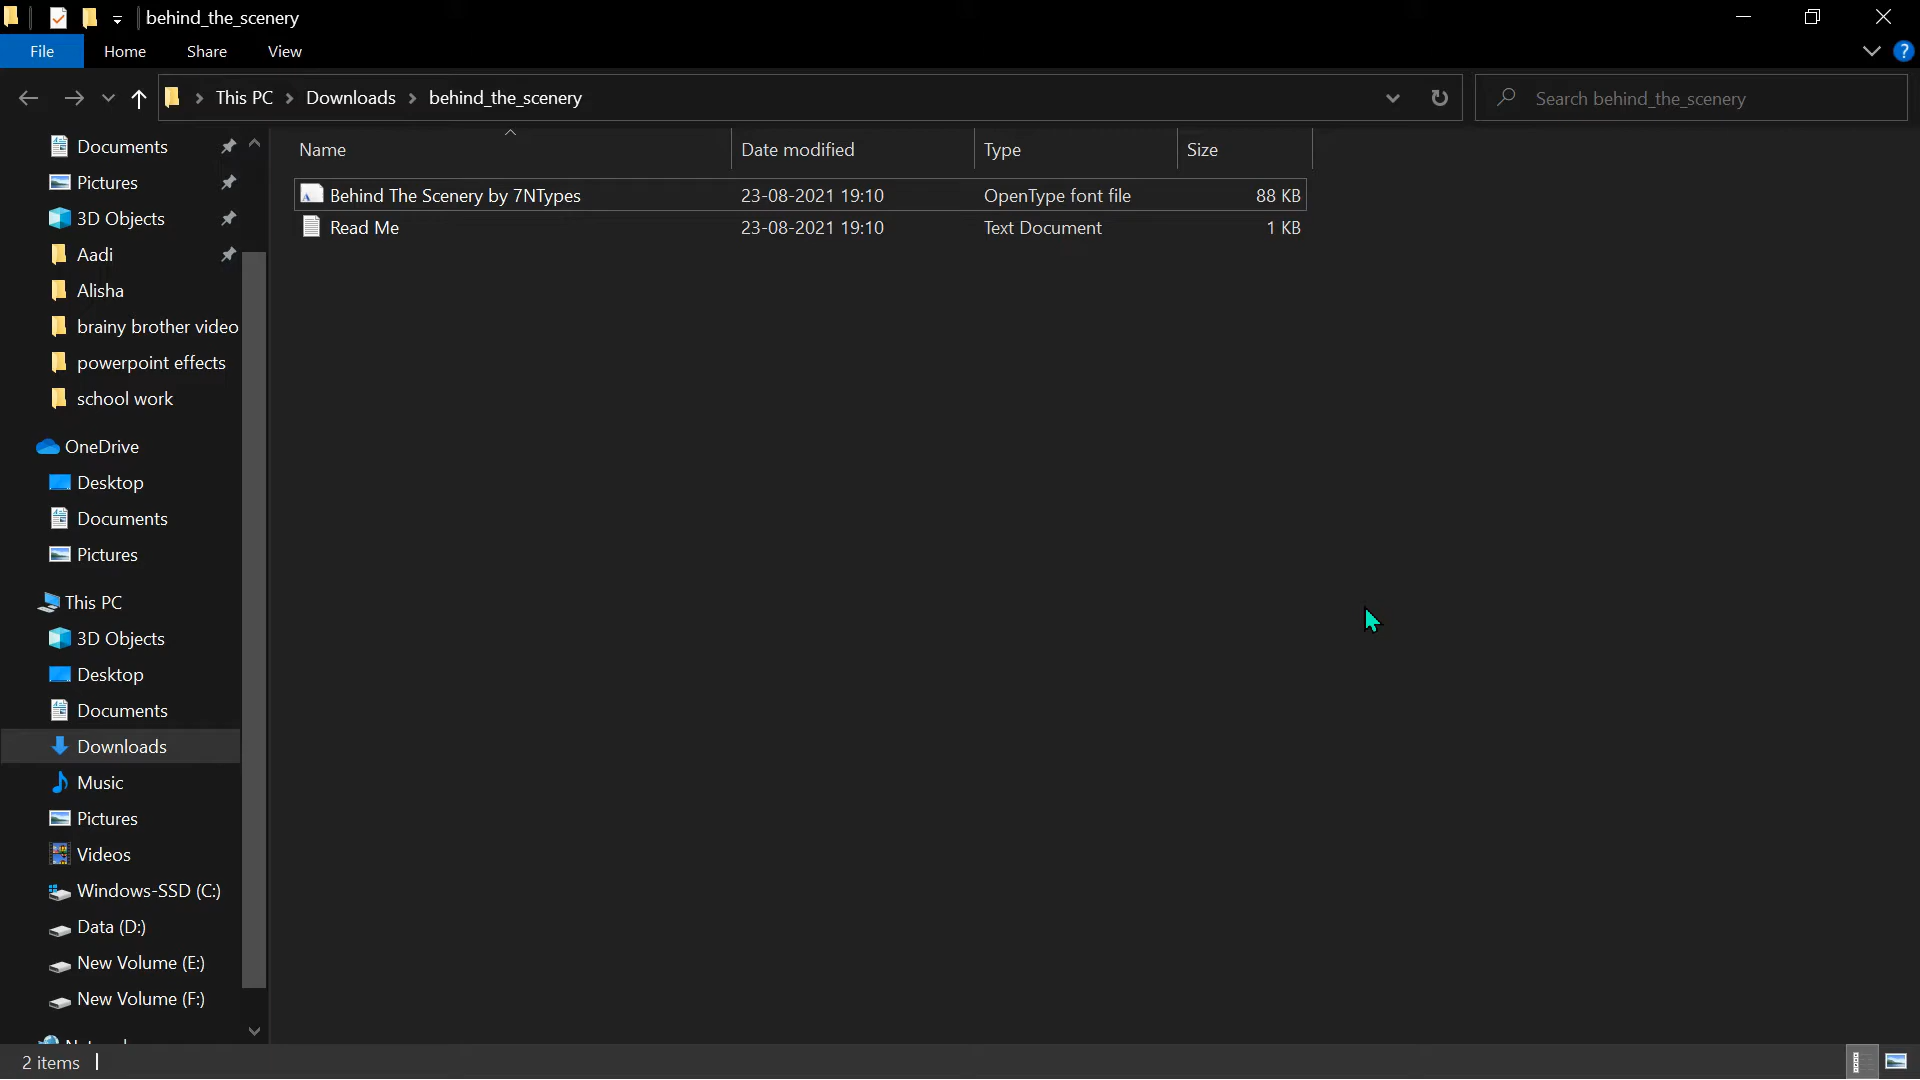 behind_the_scenery
File Home Share View
This PC Downloads behind_the_scenery
Search behind_the_scenery
Name Date modified Type Size
Behind The Scenery by 7NTypes 23-08-2021 19:10 OpenType font file 88 KB
Read Me 23-08-2021 19:10 Text Document 1 KB
Documents
Pictures
3D Objects
Aadi
Alisha
brainy brother video
powerpoint effects
school work
OneDrive
Desktop
Documents
Pictures
This PC
3D Objects
Desktop
Documents
Downloads
Music
Pictures
Videos
Windows-SSD (C:)
Data (D:)
New Volume (E:)
New Volume (F:)
2 items